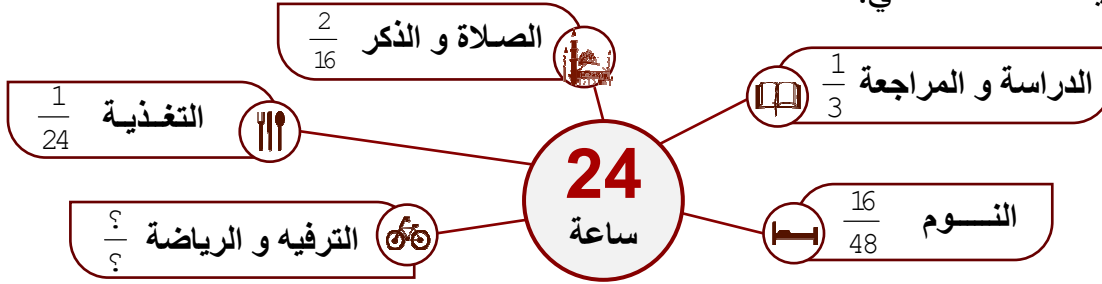 الصلاة و الذكر 2/16
الدراسة و المراجعة 1/3
التغـذيـة 1/24
24
ساعة
النـــوم 16/48
الترفيه و الرياضة ؟/؟